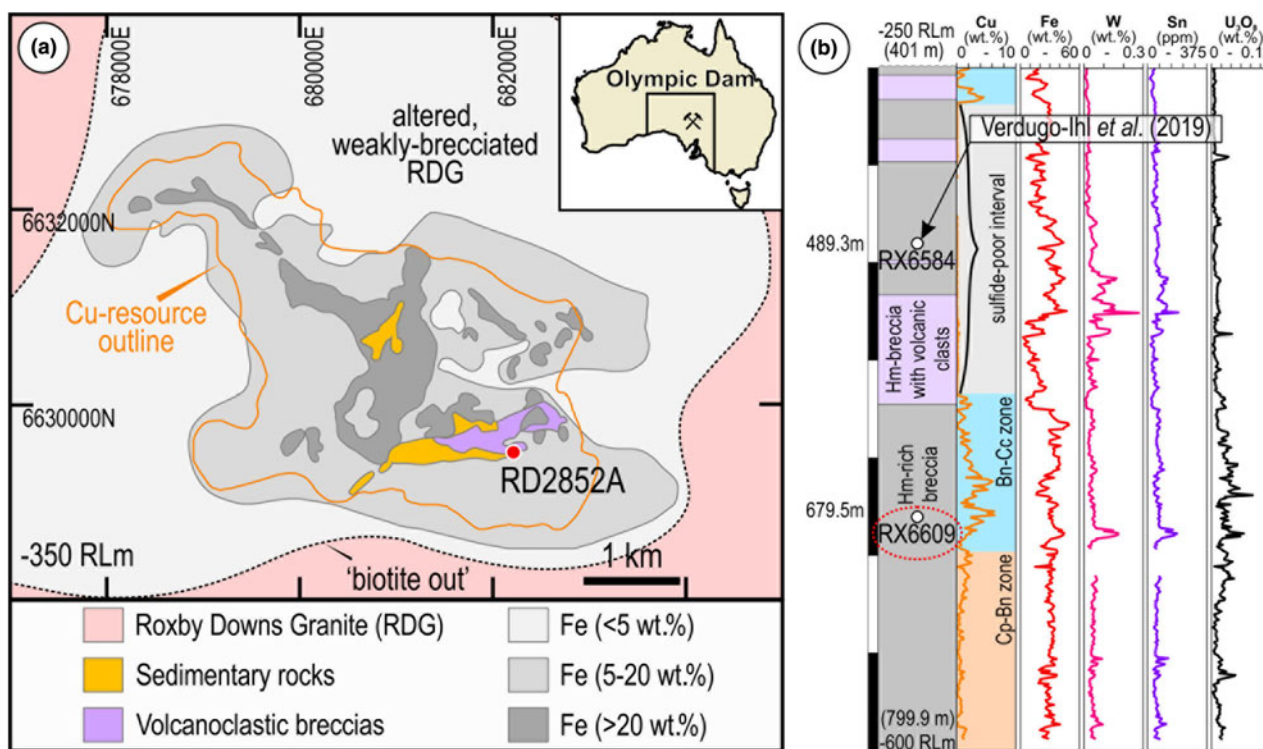 (a)
678000E
680000E
682000E
Olympic Dam
altered,
weakly-brecciated
RDG
6632000N
Cu-resource
outline
6630000N
RD2852A
-350 RLm
'biotite out'
1 km
Roxby Downs Granite (RDG)
Sedimentary rocks
Volcanoclastic breccias
Fe (<5 wt.%)
Fe (5-20 wt.%)
Fe (>20 wt.%)
(b)
-250 RLm
(401 m)
Cu
(wt.%)
0 - 10
Fe
(wt.%)
0 - 60
W
(wt.%)
0 - 0.3
Sn
(ppm)
0 - 375
U₃O₈
(wt.%)
0 - 0.1
Verdugo-Ihl et al. (2019)
489.3m
RX6584
sulfide-poor interval
Hm-breccia
with volcanic
clasts
Bn-Cc zone
Hm-rich
breccia
679.5m
RX6609
Cp-Bn zone
(799.9 m)
-600 RLm